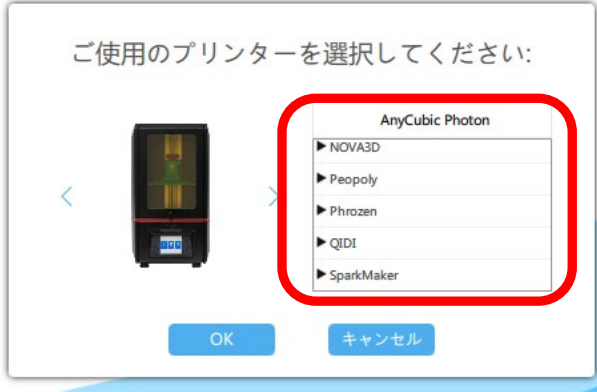 ご使用のプリンターを選択してください:
AnyCubic Photon
NOVA3D
Peopoly
Phrozen
QIDI
SparkMaker
OK
キャンセル